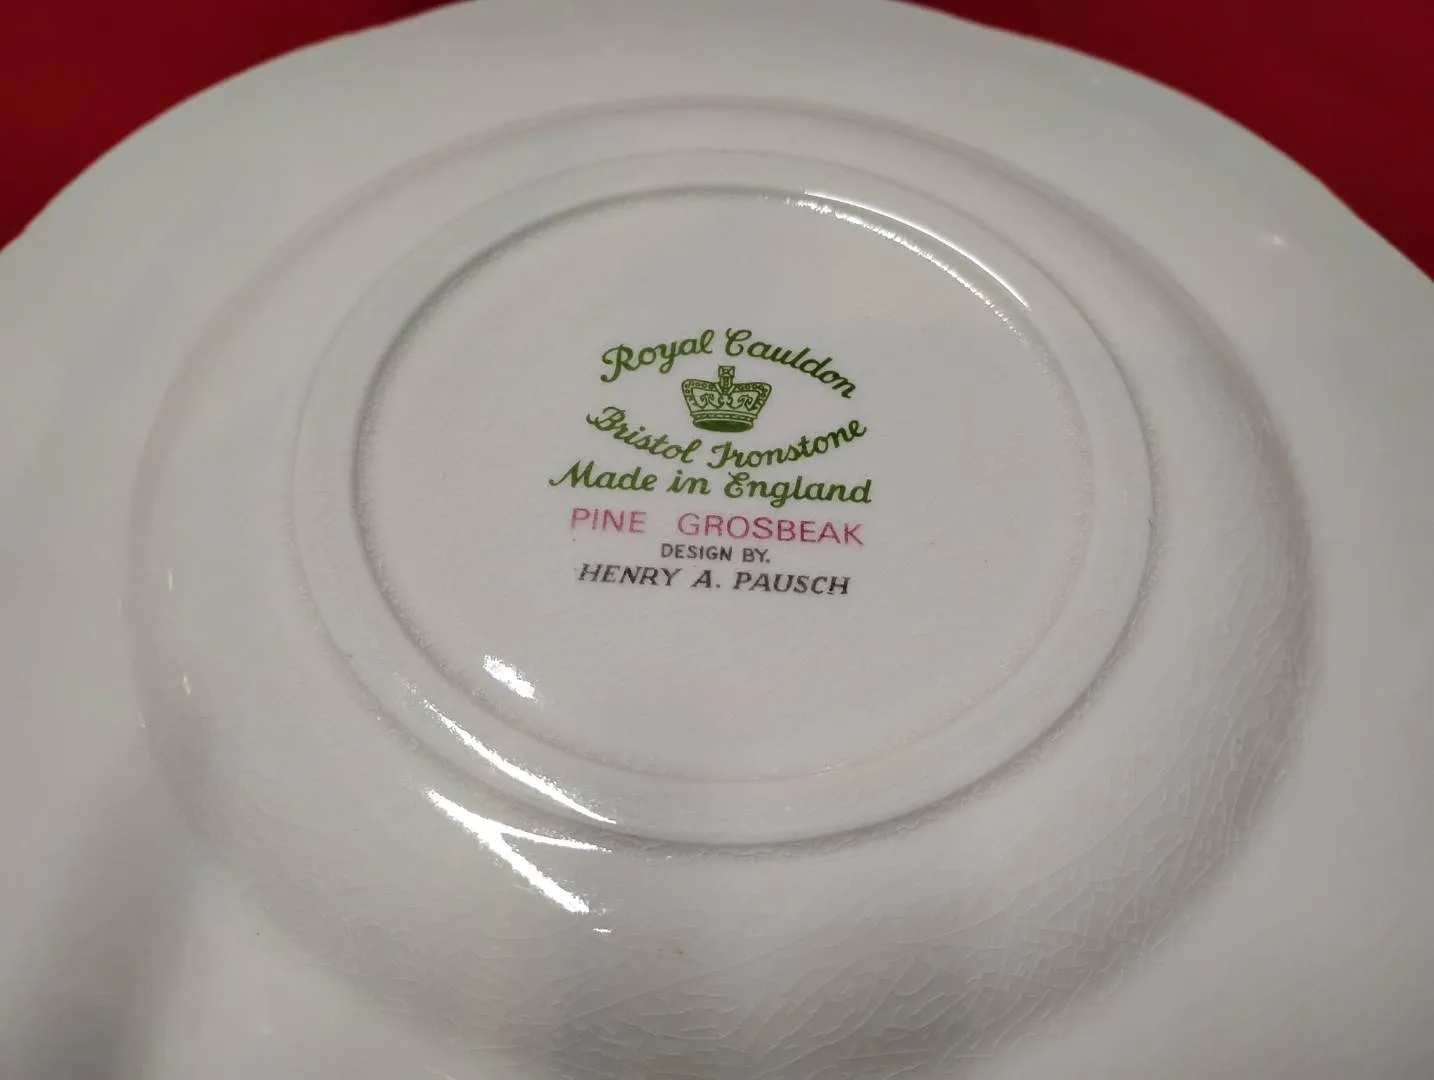 Royal Cauldon
Bristol Ironstone
Made in England
PINE GROSBEAK
DESIGN BY.
HENRY A. PAUSCH